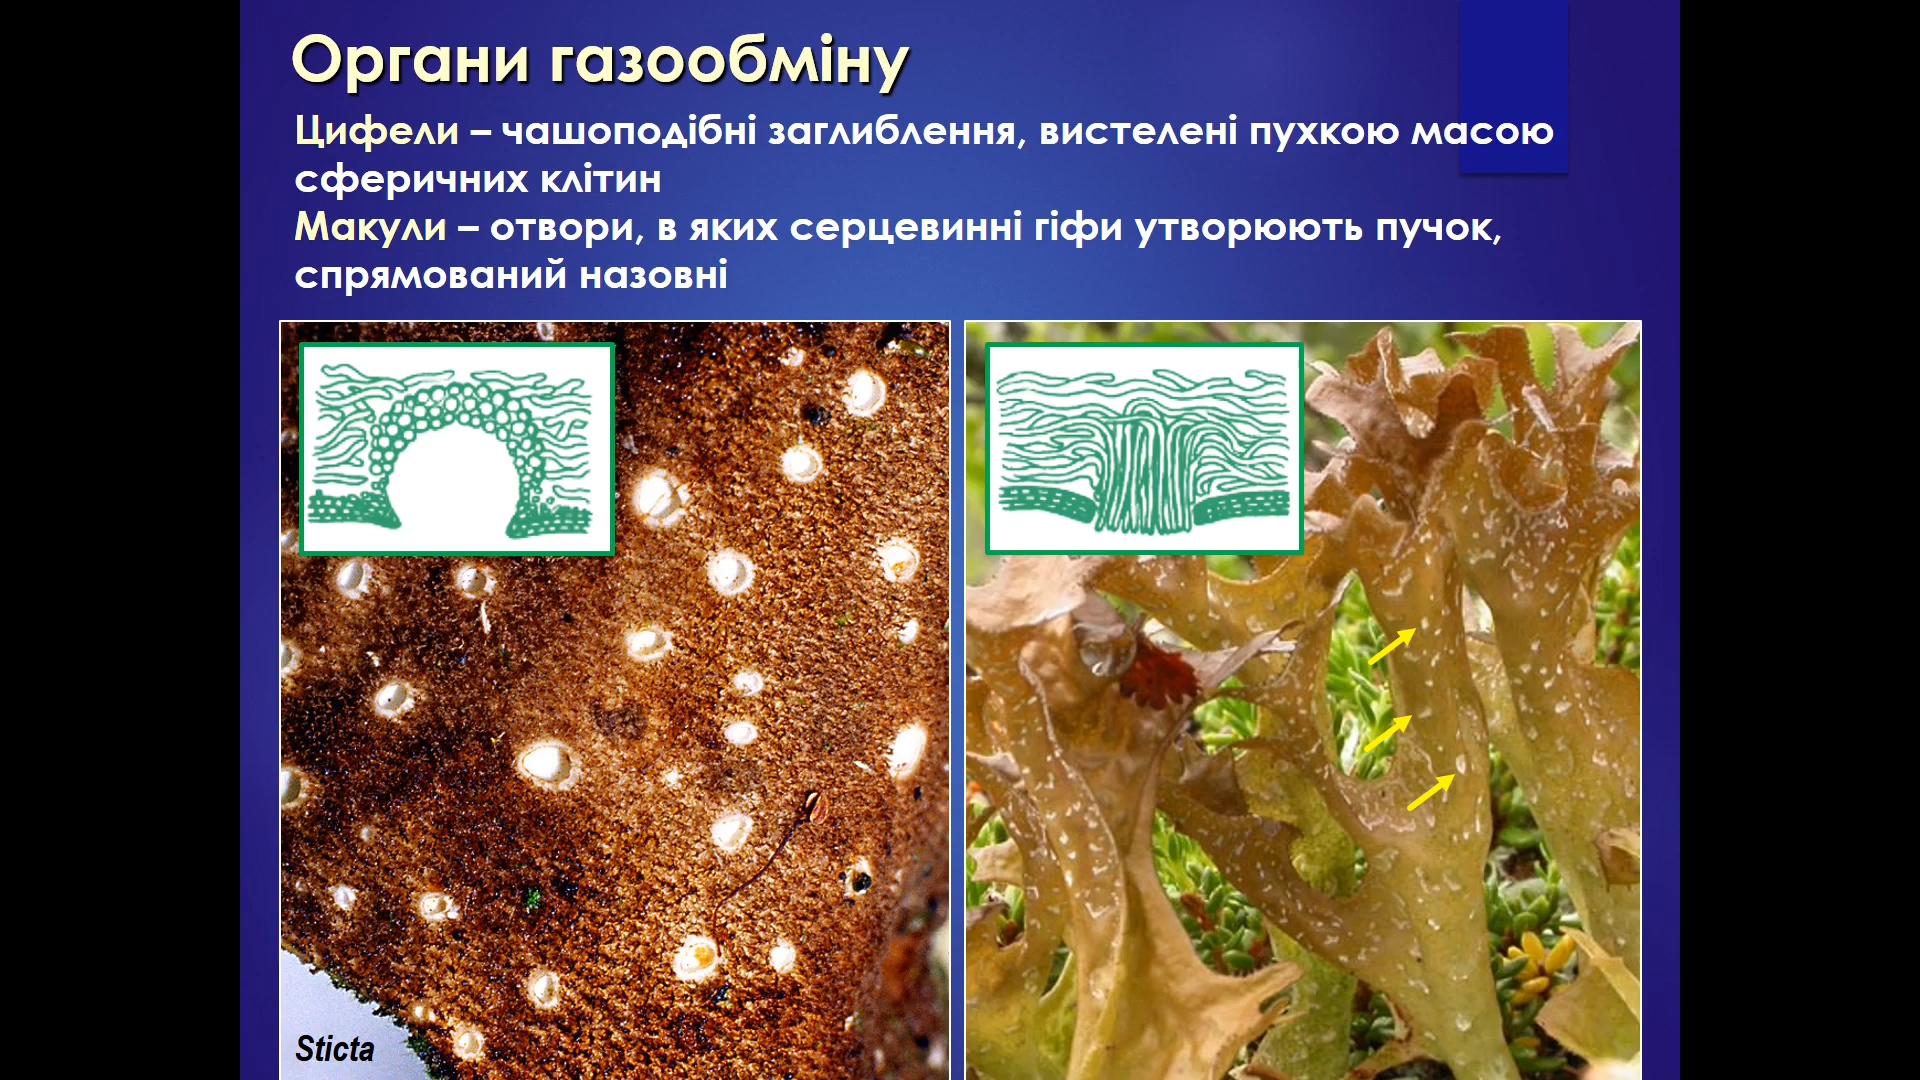 Органи газообміну
Цифели – чашоподібні заглиблення, вистелені пухкою масою
сферичних клітин
Макули – отвори, в яких серцевинні гіфи утворюють пучок,
спрямований назовні
Sticta